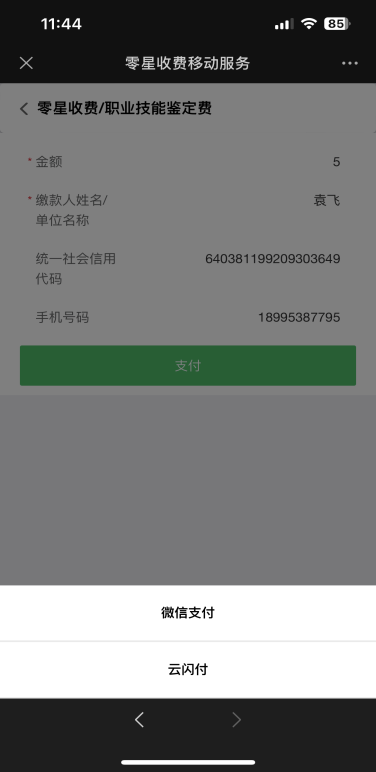 11:44
85
零星收费移动服务
零星收费/职业技能鉴定费
* 金额 5
* 缴款人姓名/ 袁飞
单位名称
统一社会信用 640381199209303649
代码
手机号码 18995387795
支付
微信支付
云闪付